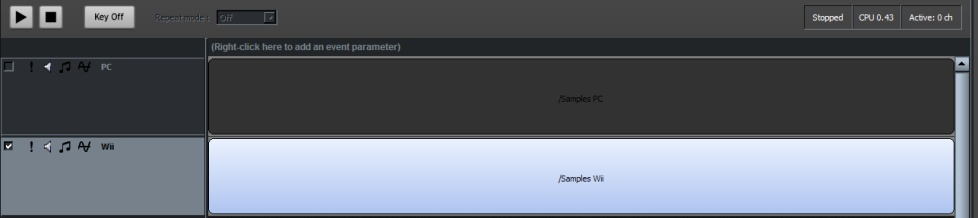 Key Off Repeat mode: Off Stopped CPU 0.43 Active: 0 ch
(Right-click here to add an event parameter)
! PC
/Samples PC
! Wii
/Samples Wii